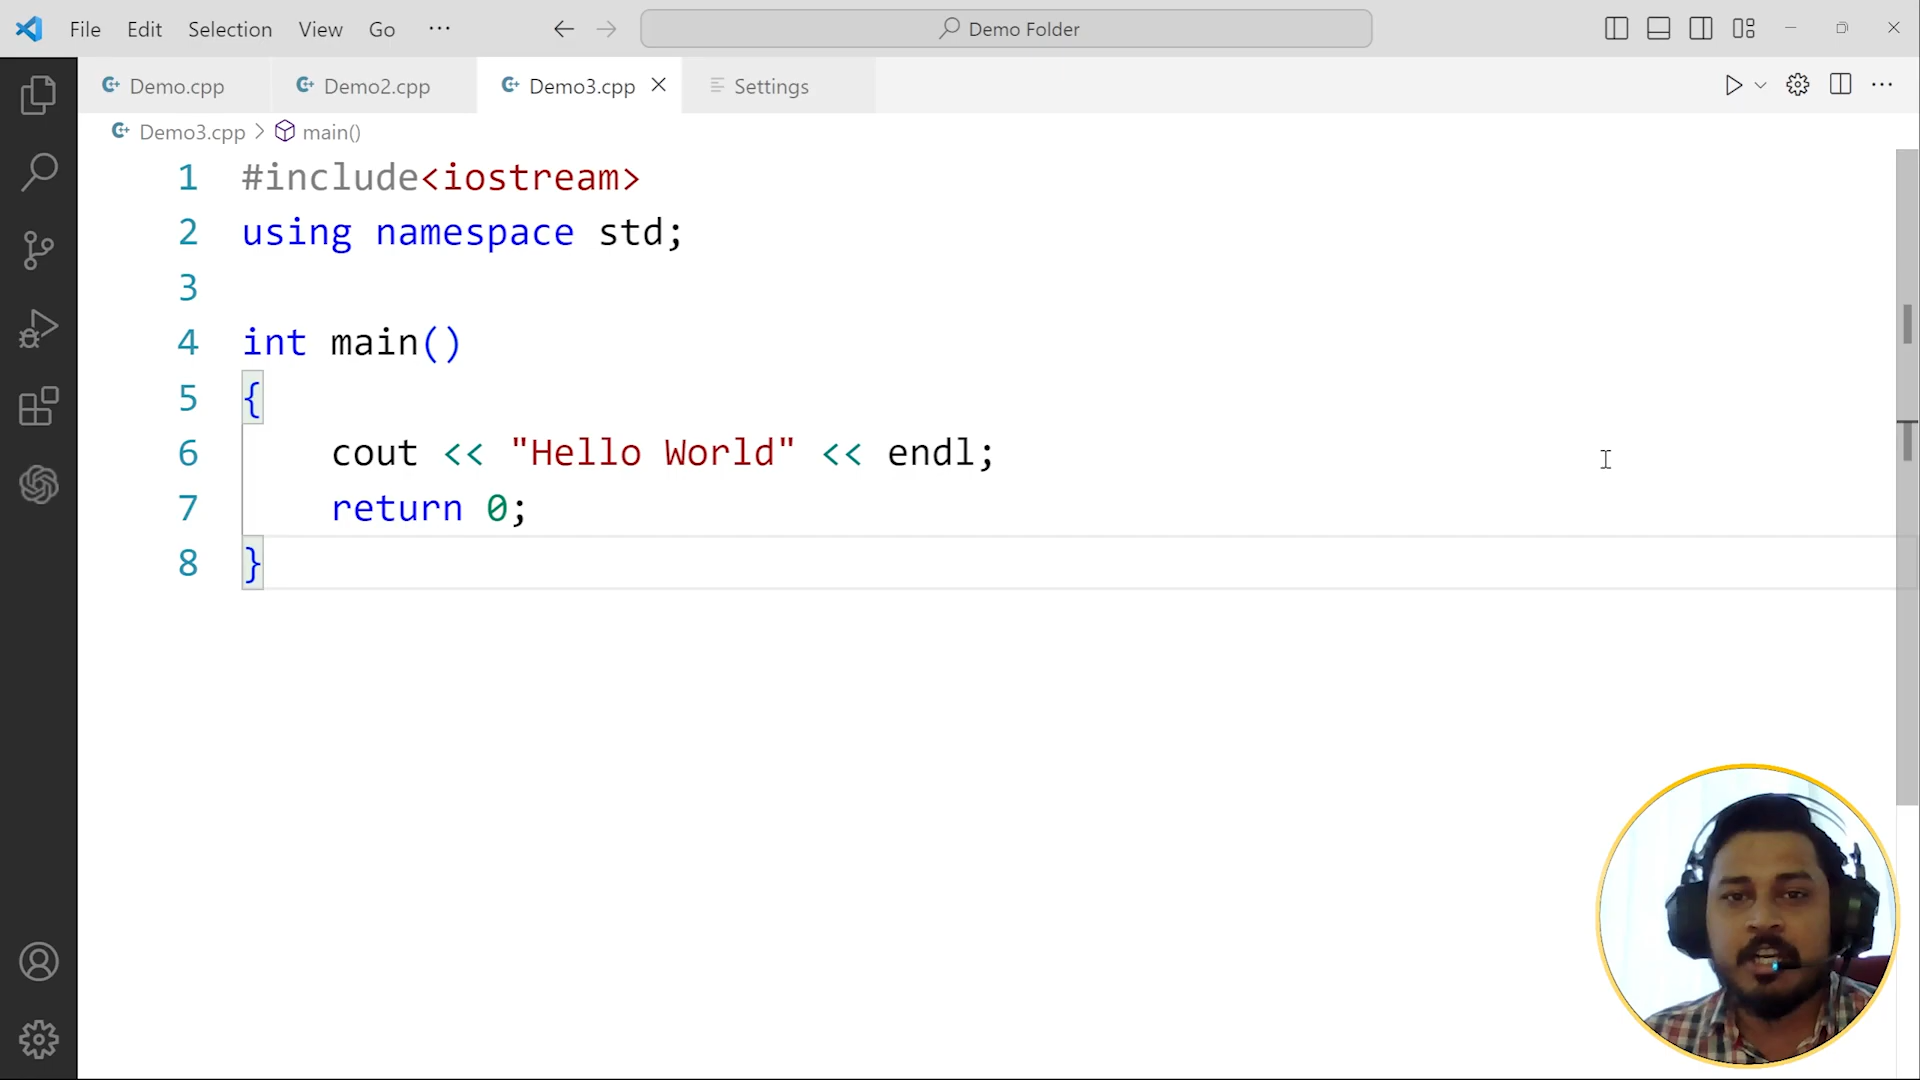 File Edit Selection View Go ... Demo Folder
Demo.cpp Demo2.cpp Demo3.cpp Settings
Demo3.cpp > main()
1 #include<iostream>
2 using namespace std;
3
4 int main()
5 {
6 cout << "Hello World" << endl;
7 return 0;
8 }